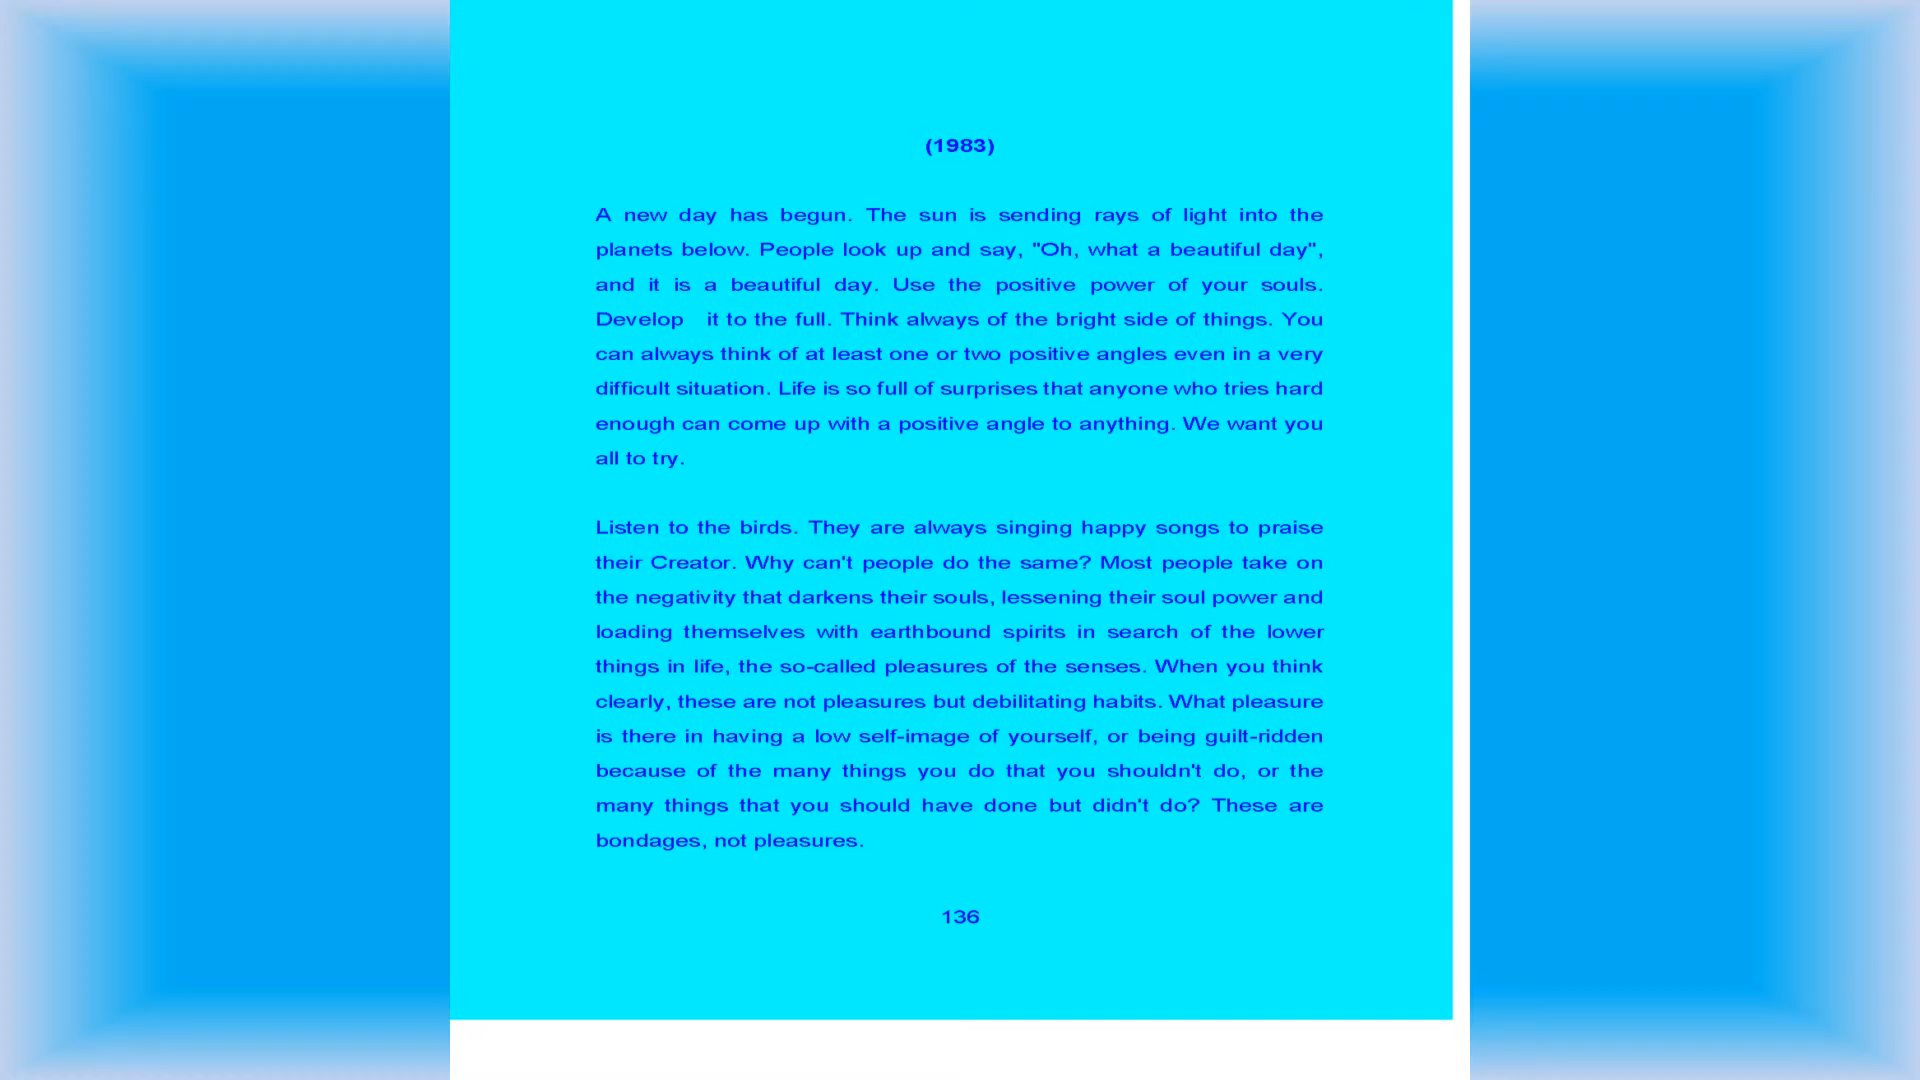 (1983)
A new day has begun. The sun is sending rays of light into the
planets below. People look up and say, "Oh, what a beautiful day",
and it is a beautiful day. Use the positive power of your souls.
Develop it to the full. Think always of the bright side of things. You
can always think of at least one or two positive angles even in a very
difficult situation. Life is so full of surprises that anyone who tries hard
enough can come up with a positive angle to anything. We want you
all to try.
Listen to the birds. They are always singing happy songs to praise
their Creator. Why can't people do the same? Most people take on
the negativity that darkens their souls, lessening their soul power and
loading themselves with earthbound spirits in search of the lower
things in life, the so-called pleasures of the senses. When you think
clearly, these are not pleasures but debilitating habits. What pleasure
is there in having a low self-image of yourself, or being guilt-ridden
because of the many things you do that you shouldn't do, or the
many things that you should have done but didn't do? These are
bondages, not pleasures.
136